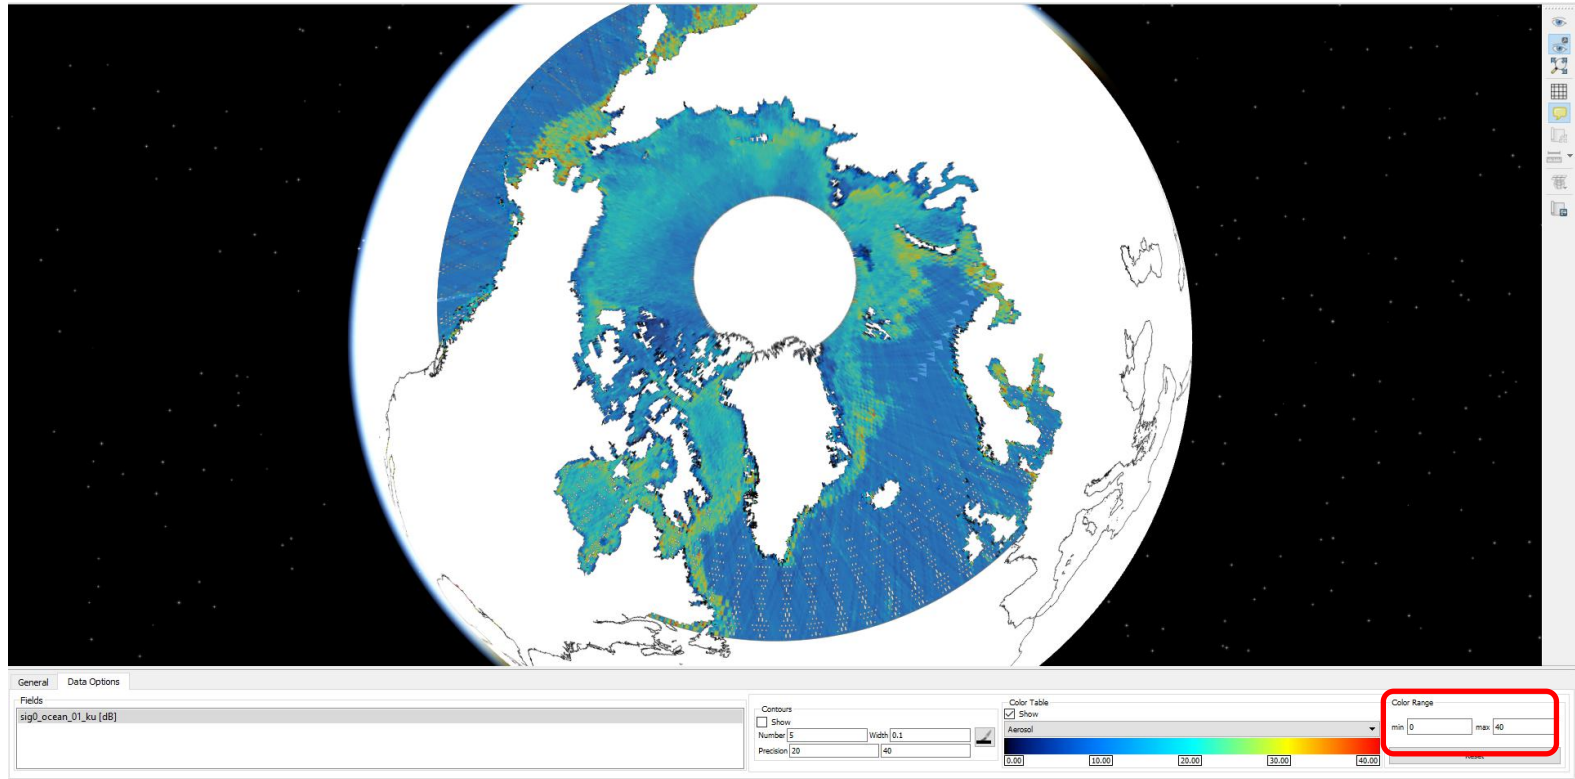 General Data Options
Fields
sig0_ocean_01_ku [dB]
Contours
Show
Number 5 Width 0.1
Precision 20 40
Color Table
Show
Aerosol
0.00 10.00 20.00 30.00 40.00
Color Range
min 0 max 40
Reset